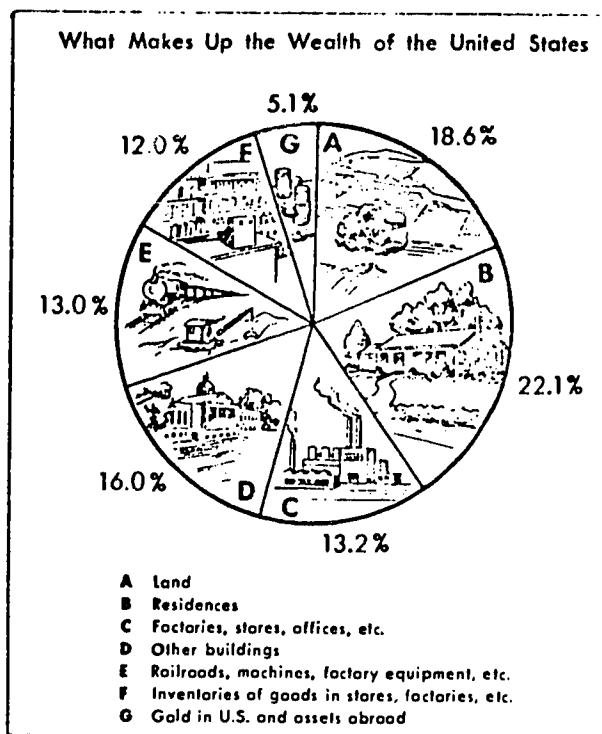 What Makes Up the Wealth of the United States
5.1%
12.0%
18.6%
F
G
A
E
B
13.0%
22.1%
16.0%
D
C
13.2%
A Land
B Residences
C Factories, stores, offices, etc.
D Other buildings
E Railroads, machines, factory equipment, etc.
F Inventories of goods in stores, factories, etc.
G Gold in U.S. and assets abroad